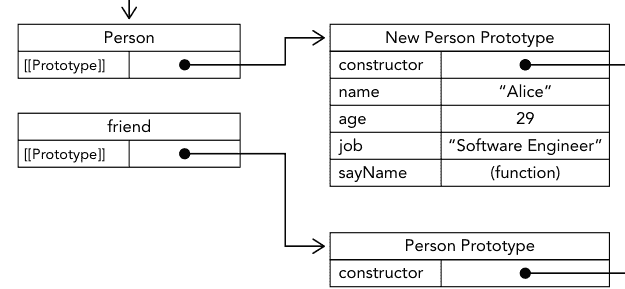 Person
[[Prototype]]
friend
[[Prototype]]
New Person Prototype
constructor
name “Alice”
age 29
job “Software Engineer”
sayName (function)
Person Prototype
constructor